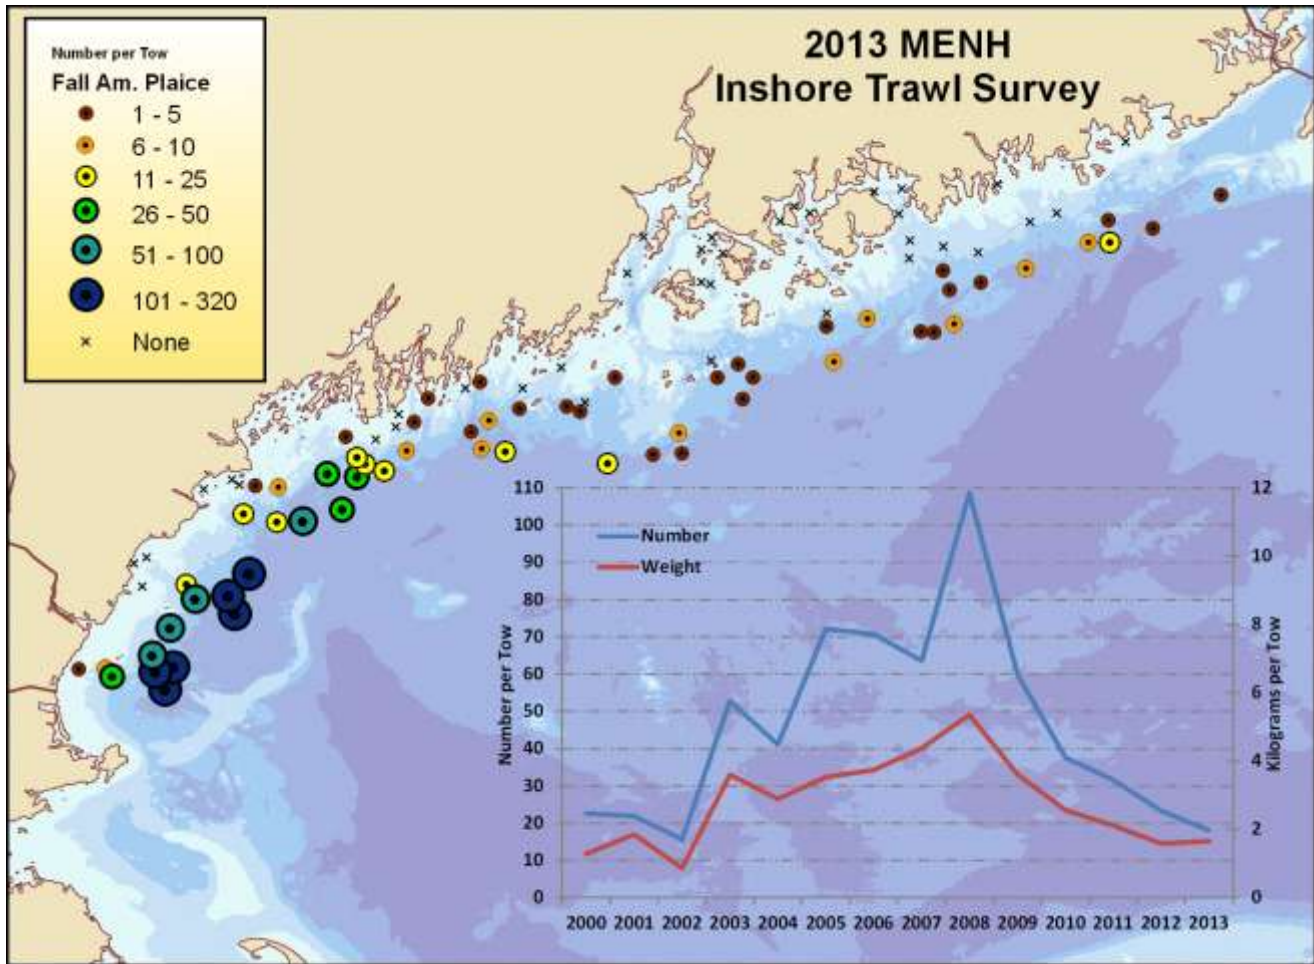 2013 MENH
Inshore Trawl Survey
Number per Tow
Fall Am. Plaice
1 - 5
6 - 10
11 - 25
26 - 50
51 - 100
101 - 320
None
Number
Weight
Number per Tow
110
100
90
80
70
60
50
40
30
20
10
0
Kilograms per Tow
12
10
8
6
4
2
0
2000 2001 2002 2003 2004 2005 2006 2007 2008 2009 2010 2011 2012 2013